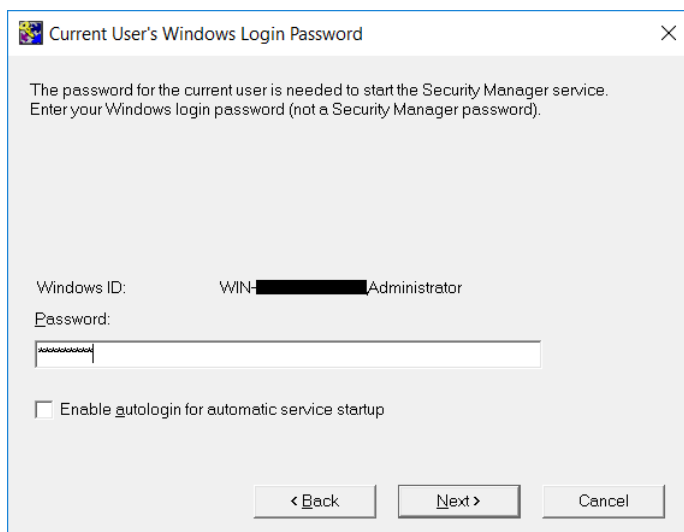 Current User's Windows Login Password
The password for the current user is needed to start the Security Manager service.
Enter your Windows login password (not a Security Manager password).
Windows ID: WIN- Administrator
Password:
*********
Enable autologin for automatic service startup
< Back Next > Cancel